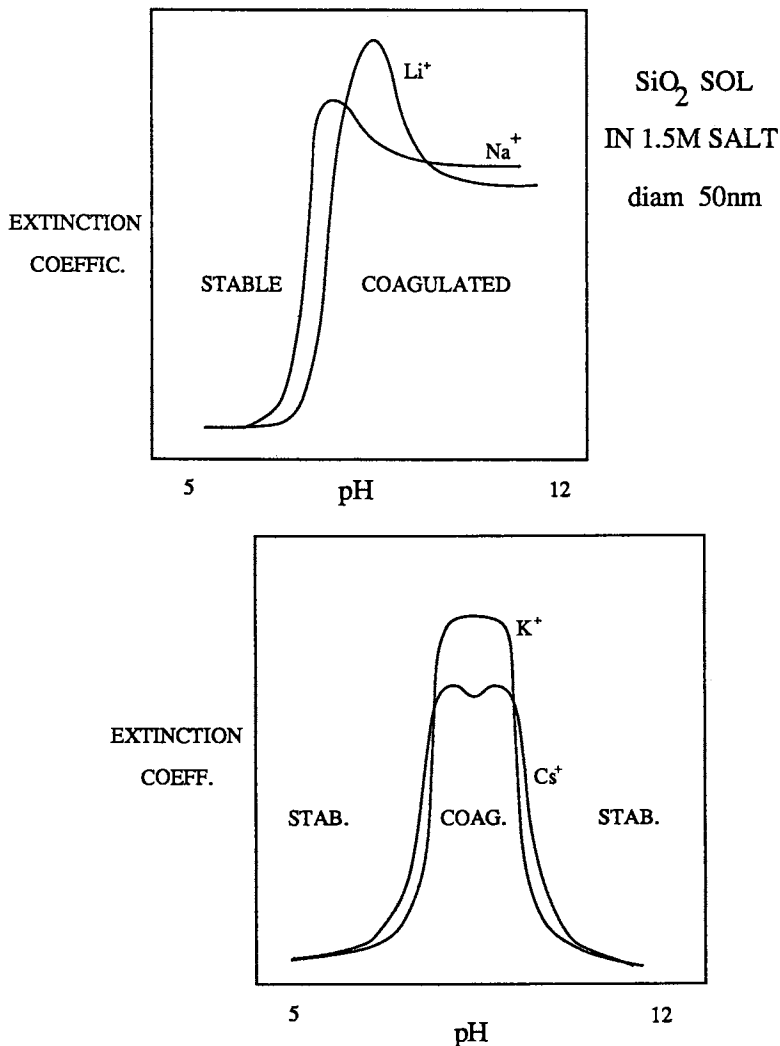 Li⁺
Na⁺
SiO₂ SOL
IN 1.5M SALT
diam 50nm
EXTINCTION
COEFFIC.
STABLE
COAGULATED
5
pH
12
K⁺
Cs⁺
EXTINCTION
COEFF.
STAB.
COAG.
STAB.
5
pH
12